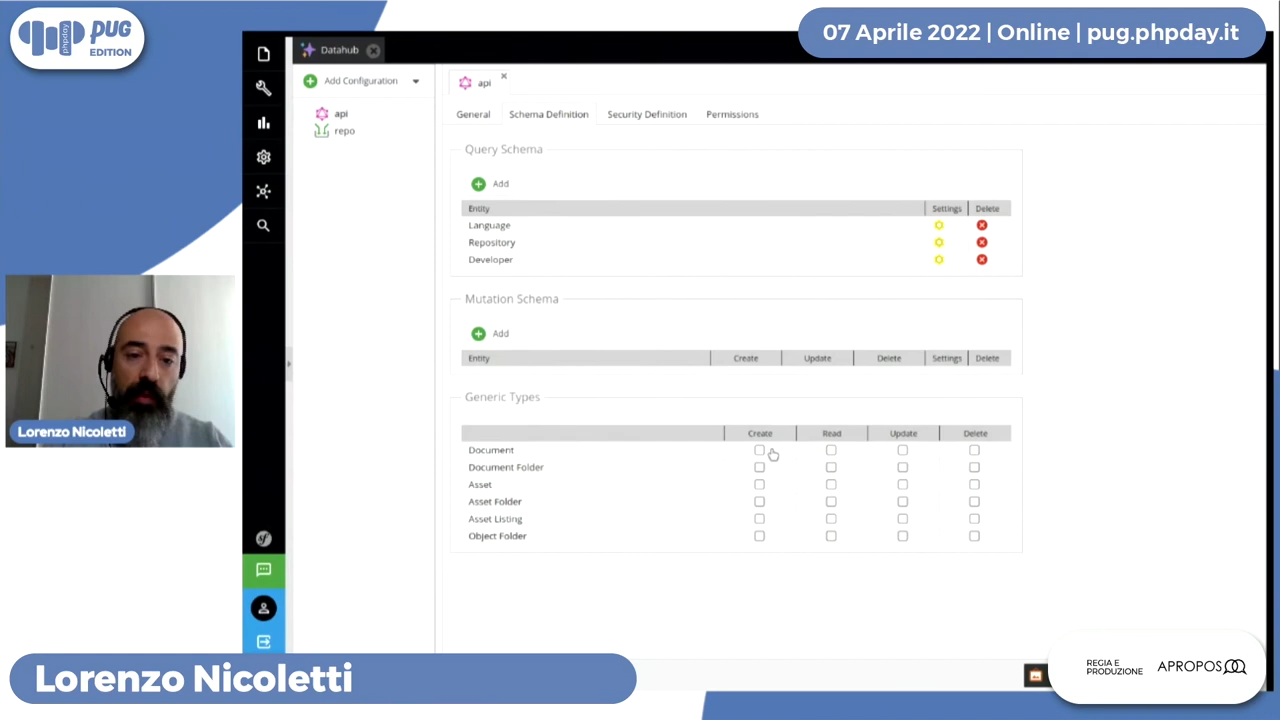 phpday
PUG
EDITION
07 Aprile 2022 | Online | pug.phpday.it
Datahub
Add Configuration
api
repo
api
General Schema Definition Security Definition Permissions
Query Schema
Add
Entity Settings Delete
Language
Repository
Developer
Mutation Schema
Add
Entity Create Update Delete Settings Delete
Generic Types
Create Read Update Delete
Document
Document Folder
Asset
Asset Folder
Asset Listing
Object Folder
sf
Lorenzo Nicoletti
Lorenzo Nicoletti
REGIA E
PRODUZIONE
APROPOS